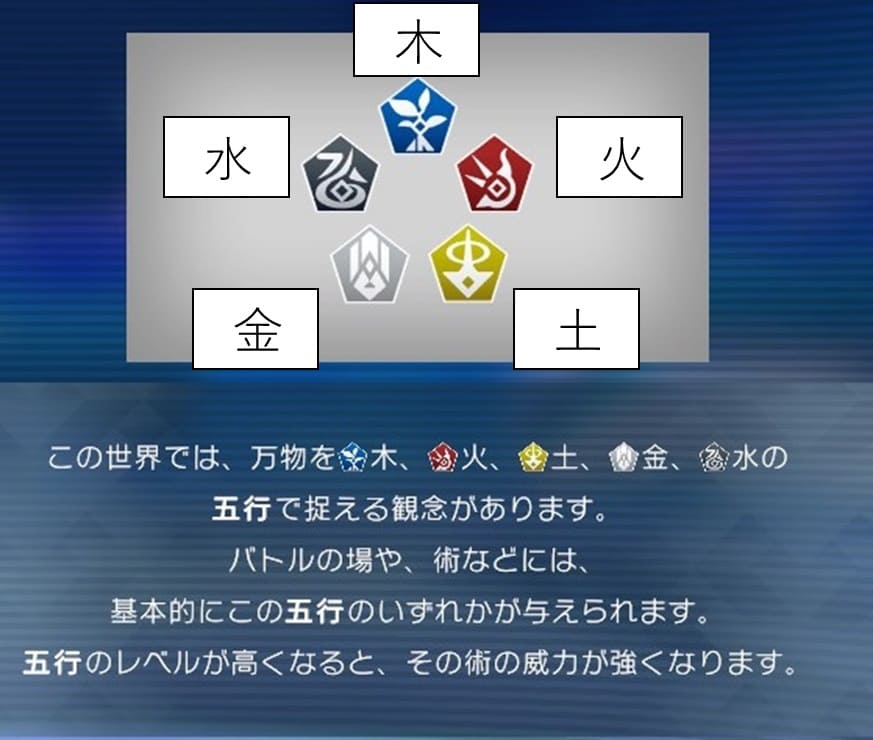 木
水
火
金
土
この世界では、万物を木、火、土、金、水の
五行で捉える観念があります。
バトルの場や、術などには、
基本的にこの五行のいずれかが与えられます。
五行のレベルが高くなると、その術の威力が強くなります。